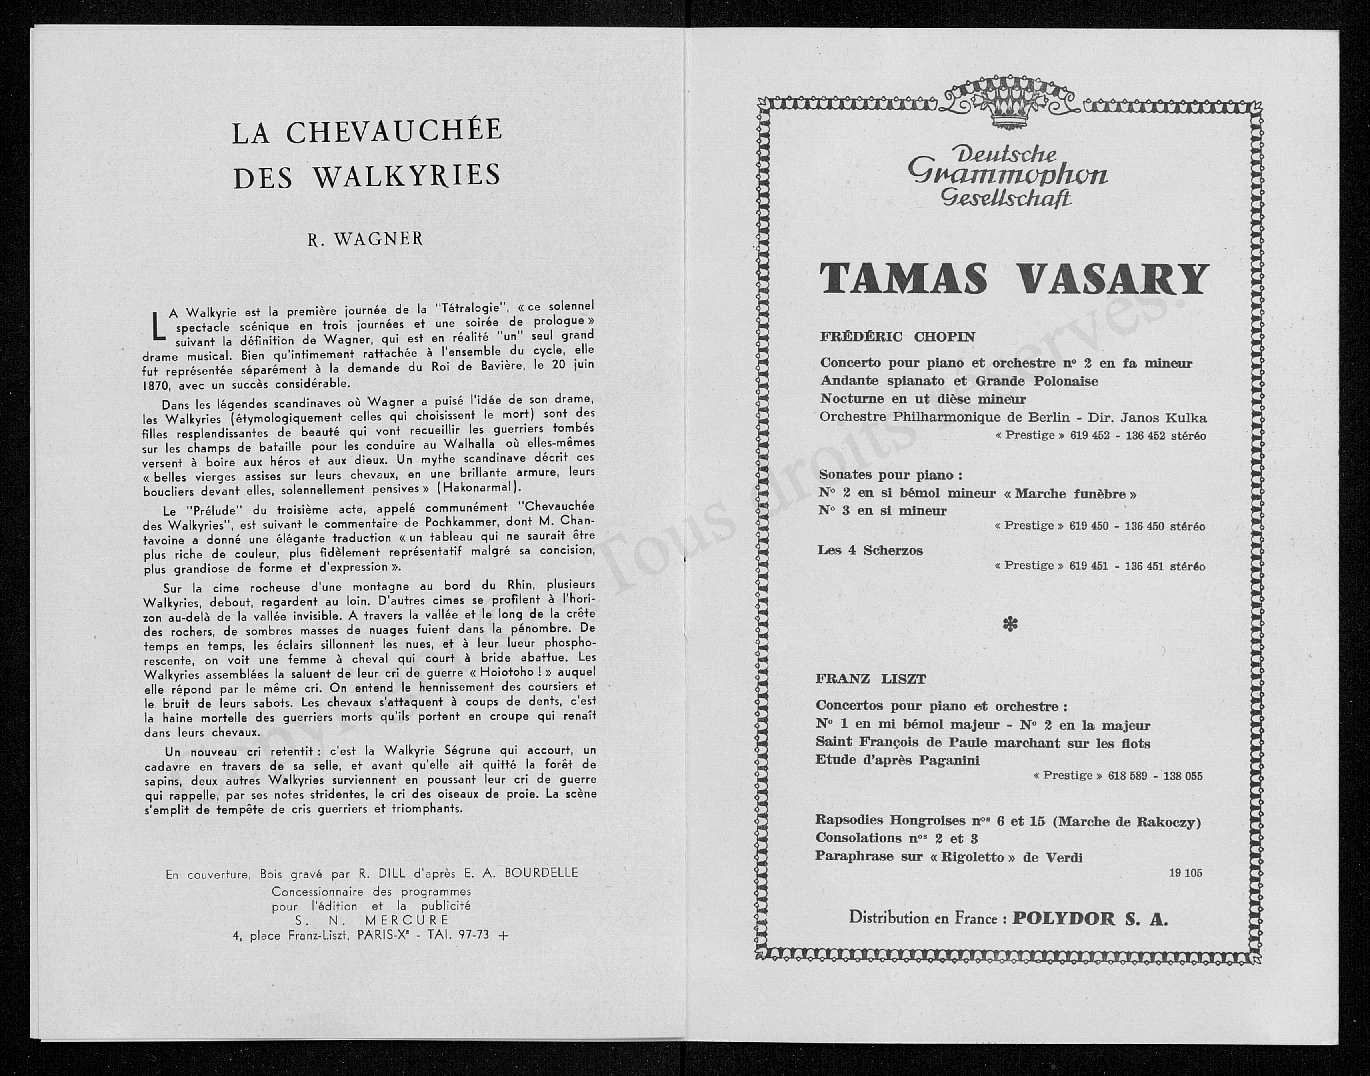 LA CHEVAUCHÉE
DES WALKYRIES
R. WAGNER
LA Walkyrie est la première journée de la "Tétralogie", « ce solennel
spectacle scénique en trois journées et une soirée de prologue »
suivant la définition de Wagner, qui est en réalité "un" seul grand
drame musical. Bien qu'intimement rattachée à l'ensemble du cycle, elle
fut représentée séparément à la demande du Roi de Bavière, le 20 juin
1870, avec un succès considérable.
Dans les légendes scandinaves où Wagner a puisé l'idée de son drame,
les Walkyries (étymologiquement celles qui choisissent le mort) sont des
filles resplendissantes de beauté qui vont recueillir les guerriers tombés
sur les champs de bataille pour les conduire au Walhalla où elles-mêmes
versent à boire aux héros et aux dieux. Un mythe scandinave décrit ces
« belles vierges assises sur leurs chevaux, en une brillante armure, leurs
boucliers devant elles, solennellement pensives » (Hakonarmal).
Le "Prélude" du troisième acte, appelé communément "Chevauchée
des Walkyries", est suivant le commentaire de Pochkammer, dont M. Chan-
tavoine a donné une élégante traduction « un tableau qui ne saurait être
plus riche de couleur, plus fidèlement représentatif malgré sa concision,
plus grandiose de forme et d'expression ».
Sur la cime rocheuse d'une montagne au bord du Rhin, plusieurs
Walkyries, debout, regardent au loin. D'autres cimes se profilent à l'hori-
zon au-delà de la vallée invisible. A travers la vallée et le long de la crête
des rochers, de sombres masses de nuages fuient dans la pénombre. De
temps en temps, les éclairs sillonnent les nues, et à leur lueur phospho-
rescente, on voit une femme à cheval qui court à bride abattue. Les
Walkyries assemblées la saluent de leur cri de guerre « Hoiotoho ! » auquel
elle répond par le même cri. On entend le hennissement des coursiers et
le bruit de leurs sabots. Les chevaux s'attaquent à coups de dents, c'est
la haine mortelle des guerriers morts qu'ils portent en croupe qui renaît
dans leurs chevaux.
Un nouveau cri retentit : c'est la Walkyrie Ségrune qui accourt, un
cadavre en travers de sa selle, et avant qu'elle ait quitté la forêt de
sapins, deux autres Walkyries surviennent en poussant leur cri de guerre
qui rappelle, par ses notes stridentes, le cri des oiseaux de proie. La scène
s'emplit de tempête de cris guerriers et triomphants.
En couverture, Bois gravé par R. DILL d'après E. A. BOURDELLE
Concessionnaire des programmes
pour l'édition et la publicité
S. N. MERCURE
4, place Franz-Liszt, PARIS-Xe - TAI. 97-73 +
Deutsche
Grammophon
Gesellschaft
TAMAS VASARY
FRÉDÉRIC CHOPIN
Concerto pour piano et orchestre nº 2 en fa mineur
Andante spianato et Grande Polonaise
Nocturne en ut dièse mineur
Orchestre Philharmonique de Berlin - Dir. Janos Kulka
« Prestige » 619 452 - 136 452 stéréo
Sonates pour piano :
Nº 2 en si bémol mineur « Marche funèbre »
Nº 3 en si mineur
« Prestige » 619 450 - 136 450 stéréo
Les 4 Scherzos
« Prestige » 619 451 - 136 451 stéréo
✽
FRANZ LISZT
Concertos pour piano et orchestre :
Nº 1 en mi bémol majeur - Nº 2 en la majeur
Saint François de Paule marchant sur les flots
Etude d'après Paganini
« Prestige » 618 589 - 138 055
Rapsodies Hongroises nos 6 et 15 (Marche de Rakoczy)
Consolations nos 2 et 3
Paraphrase sur « Rigoletto » de Verdi
19 105
Distribution en France : POLYDOR S. A.
Tous droits réservés.